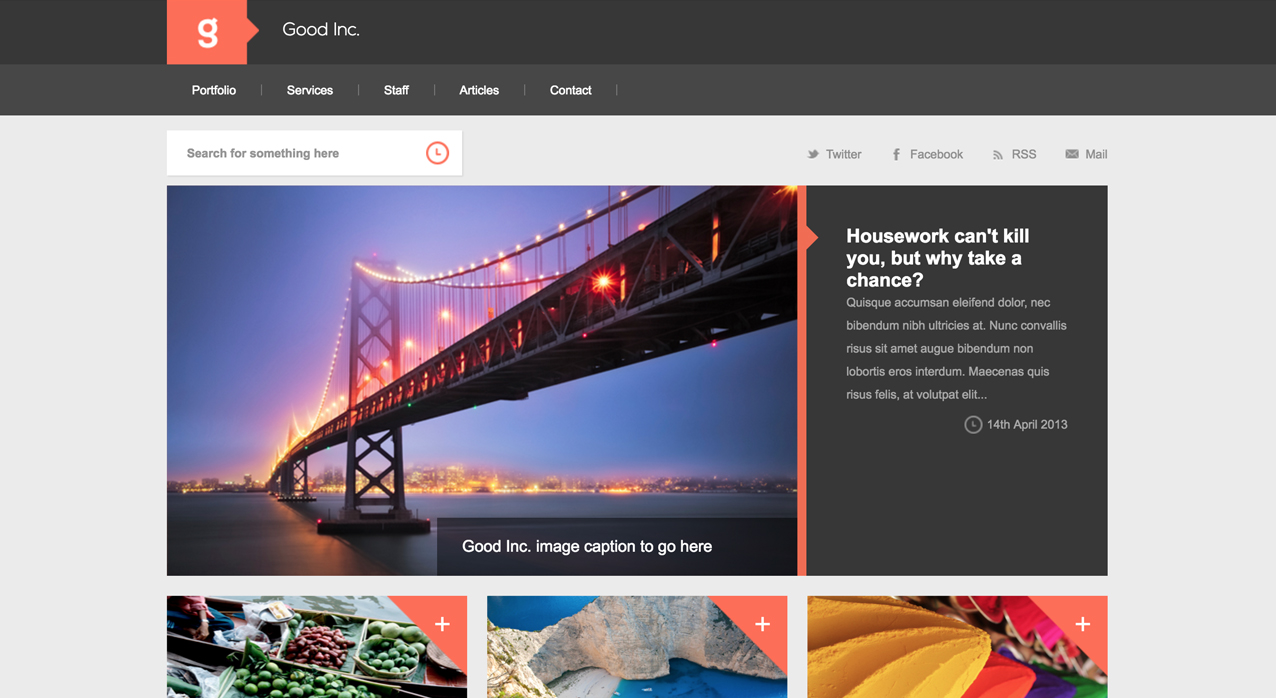 g
Good Inc.
Portfolio
Services
Staff
Articles
Contact
Search for something here
Twitter
Facebook
RSS
Mail
Housework can't kill
you, but why take a
chance?
Quisque accumsan eleifend dolor, nec
bibendum nibh ultricies at. Nunc convallis
risus sit amet augue bibendum non
lobortis eros interdum. Maecenas quis
risus felis, at volutpat elit...
14th April 2013
Good Inc. image caption to go here
+
+
+